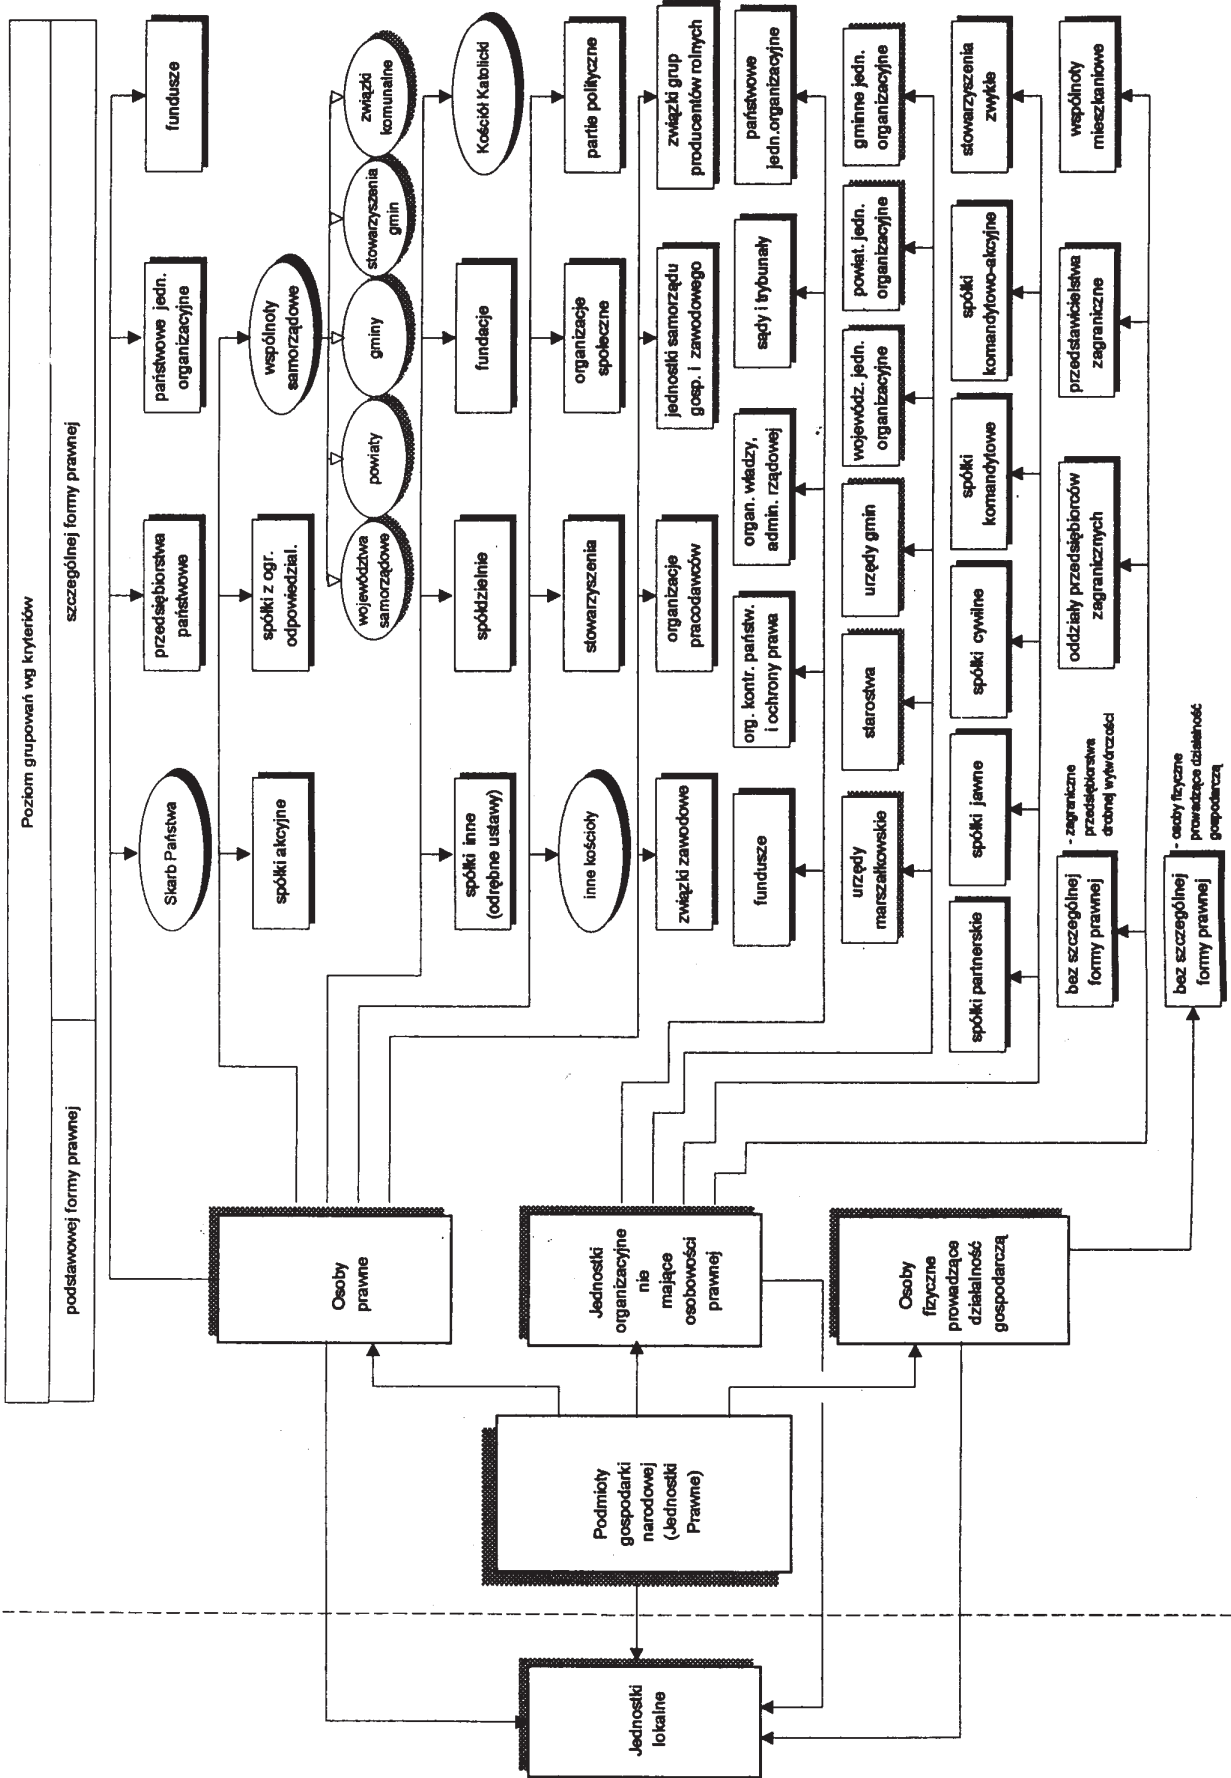 Poziom grupowań wg kryteriów
podstawowej formy prawnej
szczególnej formy prawnej
Jednostki
lokalne
Podmioty
gospodarki
narodowej
(Jednostki
Prawne)
Osoby
prawne
Skarb Państwa
przedsiębiorstwa
państwowe
państwowe jedn.
organizacyjne
fundusze
spółki akcyjne
spółki z ogr.
odpowiedzial.
wspólnoty
samorządowe
województwa
samorządowe
powiaty
gminy
stowarzyszenia
gmin
związki
komunalne
spółki inne
(odrębne ustawy)
spółdzielnie
fundacje
Kościół Katolicki
inne kościoły
stowarzyszenia
organizacje
społeczne
partie polityczne
związki zawodowe
organizacje
pracodawców
jednostki samorządu
gosp. i zawodowego
związki grup
producentów rolnych
Jednostki
organizacyjne
nie
mające
osobowości
prawnej
fundusze
org. kontr. państw.
i ochrony prawa
organ. władzy,
admin. rządowej
sądy i trybunały
państwowe
jedn.organizacyjne
urzędy
marszałkowskie
starostwa
urzędy gmin
wojewódz. jedn.
organizacyjne
powiat. jedn.
organizacyjne
gminne jedn.
organizacyjne
spółki partnerskie
spółki jawne
spółki cywilne
spółki
komandytowe
spółki
komandytowo-akcyjne
stowarzyszenia
zwykłe
bez szczególnej
formy prawnej
- zagraniczne
przedsiębiorstwa
drobnej wytwórczości
oddziały przedsiębiorców
zagranicznych
przedstawicielstwa
zagraniczne
wspólnoty
mieszkaniowe
Osoby
fizyczne
prowadzące
działalność
gospodarczą
bez szczególnej
formy prawnej
- osoby fizyczne
prowadzące działalność
gospodarczą